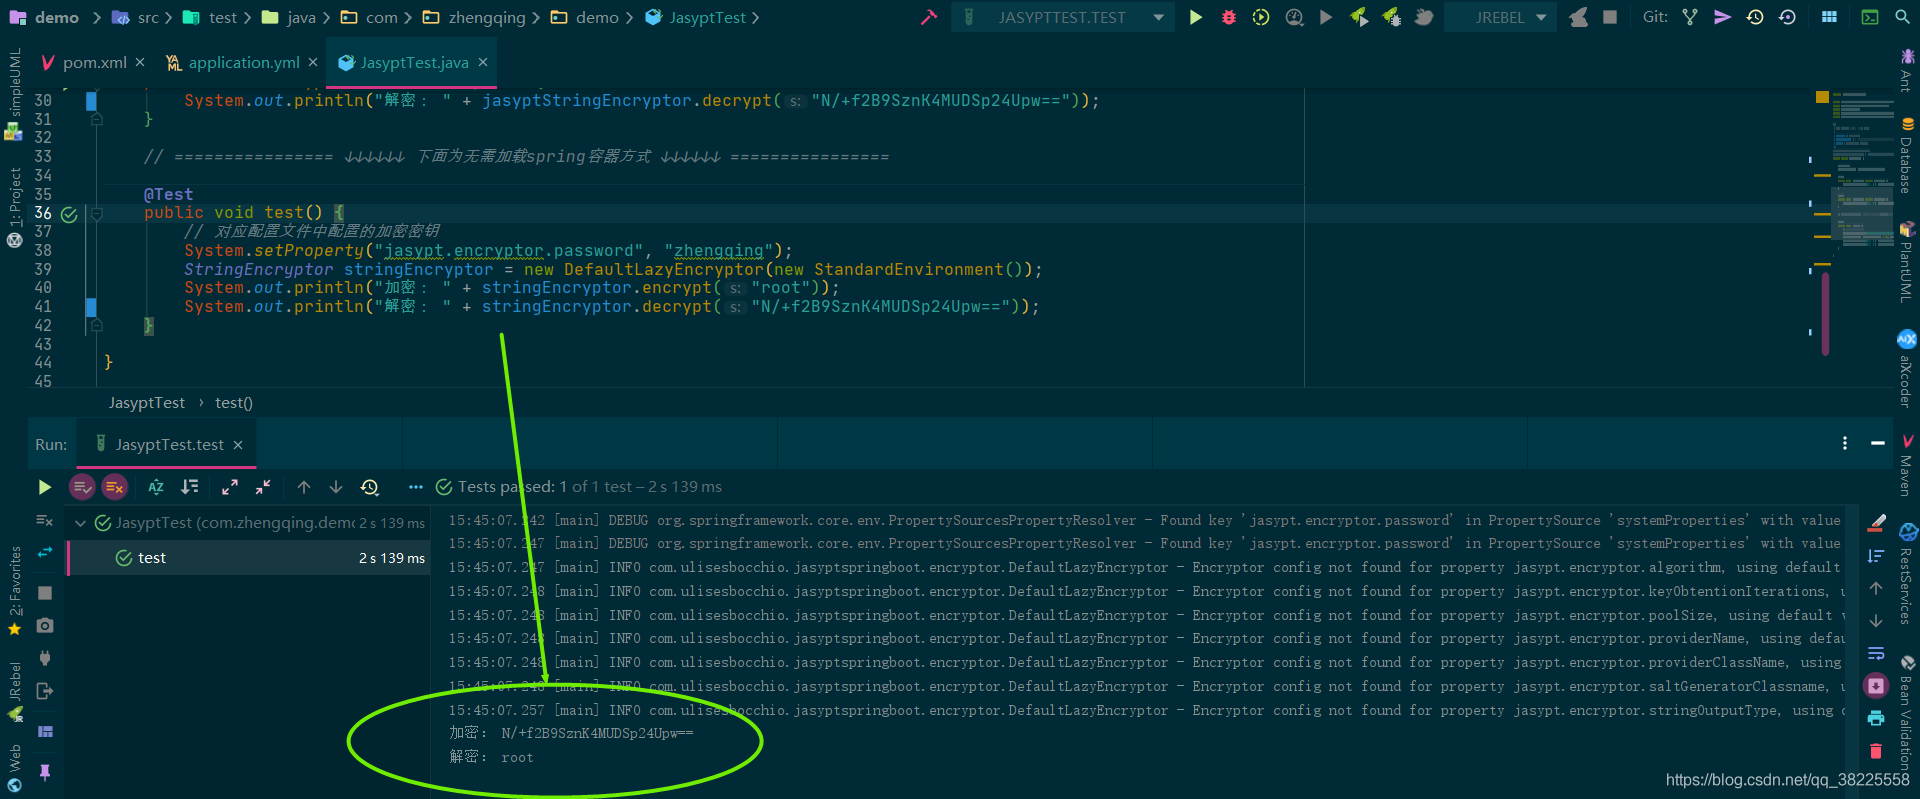 demo > src > test > java > com > zhengqing > demo > JasyptTest >
JASYPTTEST.TEST
JREBEL
Git:
pom.xml ×
application.yml ×
JasyptTest.java ×
30 System.out.println("解密： " + jasyptStringEncryptor.decrypt( s: "N/+f2B9SznK4MUDSp24Upw=="));
31 }
32
33 // ================ ↓↓↓↓↓↓ 下面为无需加载spring容器方式 ↓↓↓↓↓↓ ================
34
35 @Test
36 public void test() {
37 // 对应配置文件中配置的加密密钥
38 System.setProperty("jasypt.encryptor.password", "zhengqing");
39 StringEncryptor stringEncryptor = new DefaultLazyEncryptor(new StandardEnvironment());
40 System.out.println("加密： " + stringEncryptor.encrypt( s: "root"));
41 System.out.println("解密： " + stringEncryptor.decrypt( s: "N/+f2B9SznK4MUDSp24Upw=="));
42 }
43
44 }
45
JasyptTest > test()
Run: JasyptTest.test ×
Tests passed: 1 of 1 test – 2 s 139 ms
JasyptTest (com.zhengqing.demo 2 s 139 ms
test 2 s 139 ms
15:45:07.242 [main] DEBUG org.springframework.core.env.PropertySourcesPropertyResolver - Found key 'jasypt.encryptor.password' in PropertySource 'systemProperties' with value
15:45:07.247 [main] DEBUG org.springframework.core.env.PropertySourcesPropertyResolver - Found key 'jasypt.encryptor.password' in PropertySource 'systemProperties' with value
15:45:07.247 [main] INFO com.ulisesbocchio.jasyptspringboot.encryptor.DefaultLazyEncryptor - Encryptor config not found for property jasypt.encryptor.algorithm, using default
15:45:07.248 [main] INFO com.ulisesbocchio.jasyptspringboot.encryptor.DefaultLazyEncryptor - Encryptor config not found for property jasypt.encryptor.keyObtentionIterations, u
15:45:07.248 [main] INFO com.ulisesbocchio.jasyptspringboot.encryptor.DefaultLazyEncryptor - Encryptor config not found for property jasypt.encryptor.poolSize, using default v
15:45:07.248 [main] INFO com.ulisesbocchio.jasyptspringboot.encryptor.DefaultLazyEncryptor - Encryptor config not found for property jasypt.encryptor.providerName, using defau
15:45:07.248 [main] INFO com.ulisesbocchio.jasyptspringboot.encryptor.DefaultLazyEncryptor - Encryptor config not found for property jasypt.encryptor.providerClassName, using
15:45:07.248 [main] INFO com.ulisesbocchio.jasyptspringboot.encryptor.DefaultLazyEncryptor - Encryptor config not found for property jasypt.encryptor.saltGeneratorClassname, u
15:45:07.257 [main] INFO com.ulisesbocchio.jasyptspringboot.encryptor.DefaultLazyEncryptor - Encryptor config not found for property jasypt.encryptor.stringOutputType, using d
加密： N/+f2B9SznK4MUDSp24Upw==
解密： root
simpleUML
1: Project
2: Favorites
JRebel
Web
Ant
Database
PlantUML
aiXcoder
Maven
RestServices
Bean Validation
https://blog.csdn.net/qq_38225558